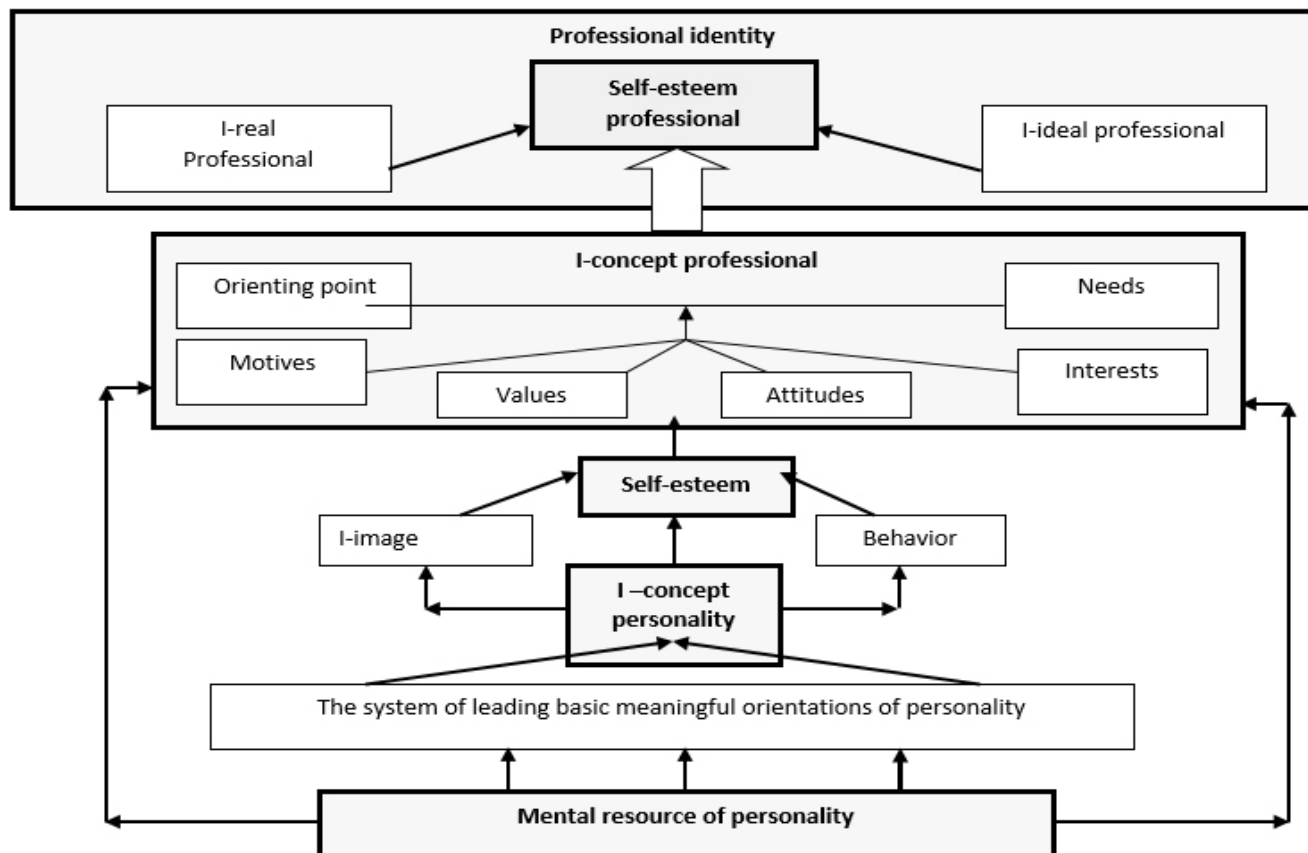 Professional identity
Self-esteem
professional
I-real
Professional
I-ideal professional
I-concept professional
Orienting point
Needs
Motives
Values
Attitudes
Interests
Self-esteem
I-image
Behavior
I –concept
personality
The system of leading basic meaningful orientations of personality
Mental resource of personality